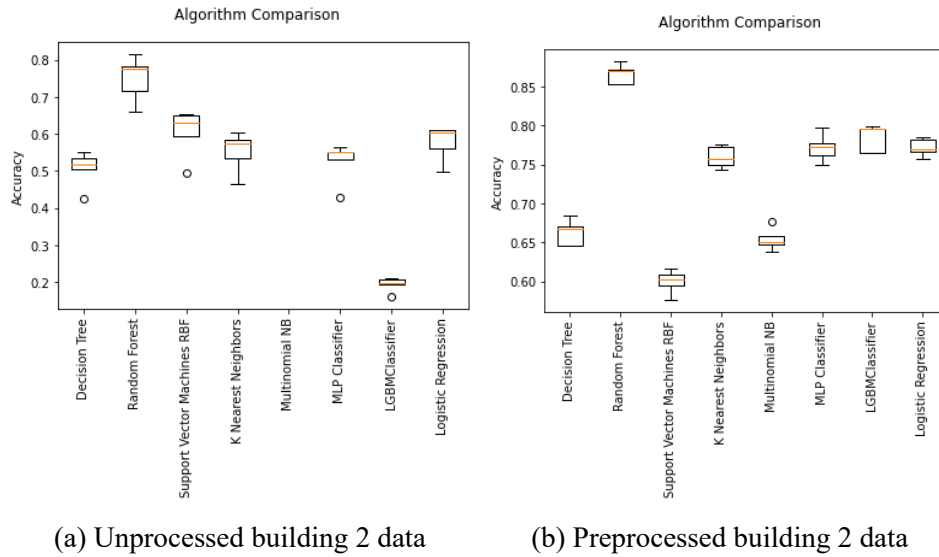 Algorithm Comparison
0.8
0.7
0.6
0.5
0.4
0.3
0.2
Accuracy
Decision Tree
Random Forest
Support Vector Machines RBF
K Nearest Neighbors
Multinomial NB
MLP Classifier
LGBMClassifier
Logistic Regression
(a) Unprocessed building 2 data
Algorithm Comparison
0.85
0.80
0.75
0.70
0.65
0.60
Accuracy
Decision Tree
Random Forest
Support Vector Machines RBF
K Nearest Neighbors
Multinomial NB
MLP Classifier
LGBMClassifier
Logistic Regression
(b) Preprocessed building 2 data